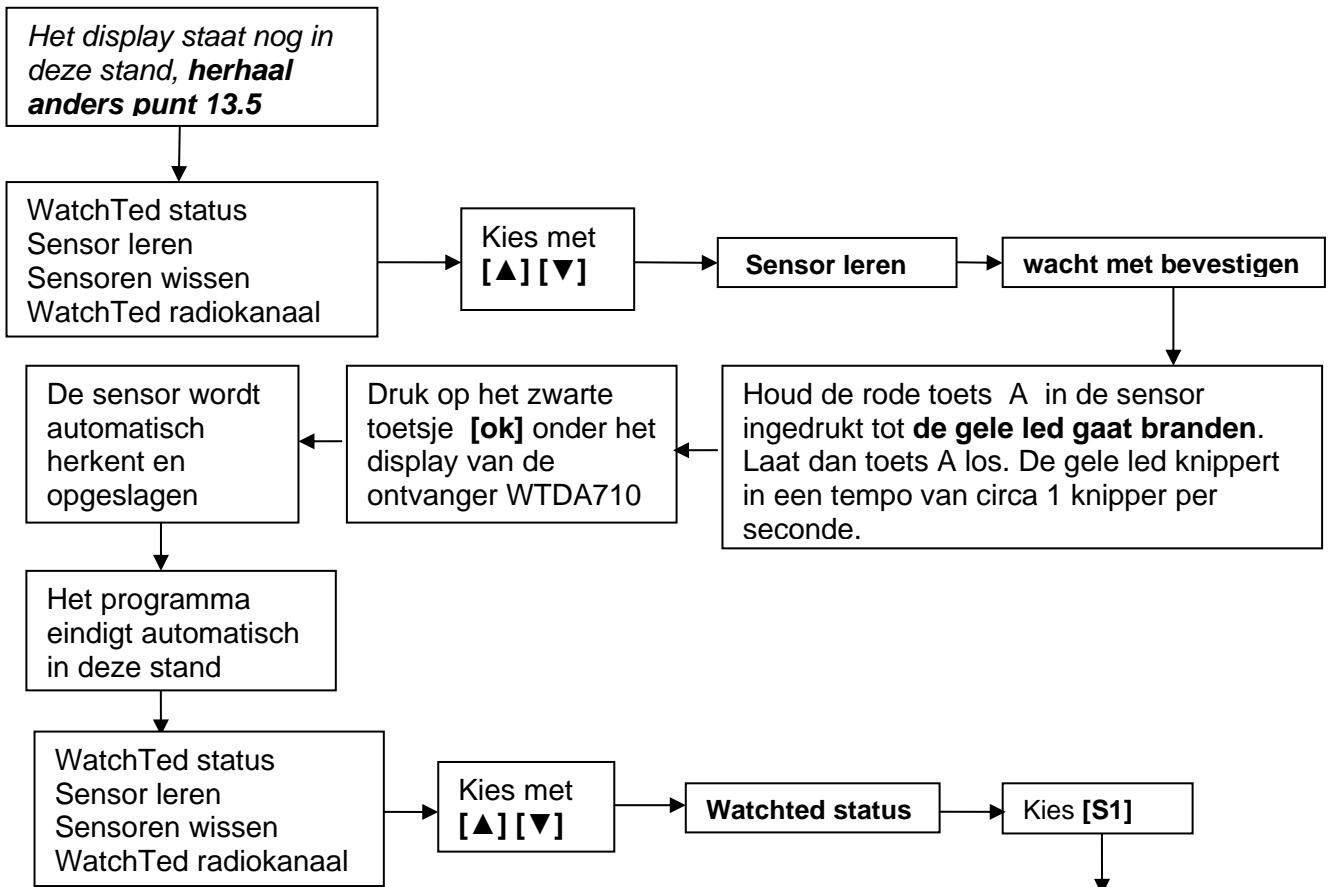 Het display staat nog in
deze stand, herhaal
anders punt 13.5
WatchTed status
Sensor leren
Sensoren wissen
WatchTed radiokanaal
Kies met
[▲] [▼]
Sensor leren
wacht met bevestigen
Houd de rode toets A in de sensor
ingedrukt tot de gele led gaat branden.
Laat dan toets A los. De gele led knippert
in een tempo van circa 1 knipper per
seconde.
Druk op het zwarte
toetsje [ok] onder het
display van de
ontvanger WTDA710
De sensor wordt
automatisch
herkent en
opgeslagen
Het programma
eindigt automatisch
in deze stand
WatchTed status
Sensor leren
Sensoren wissen
WatchTed radiokanaal
Kies met
[▲] [▼]
Watchted status
Kies [S1]